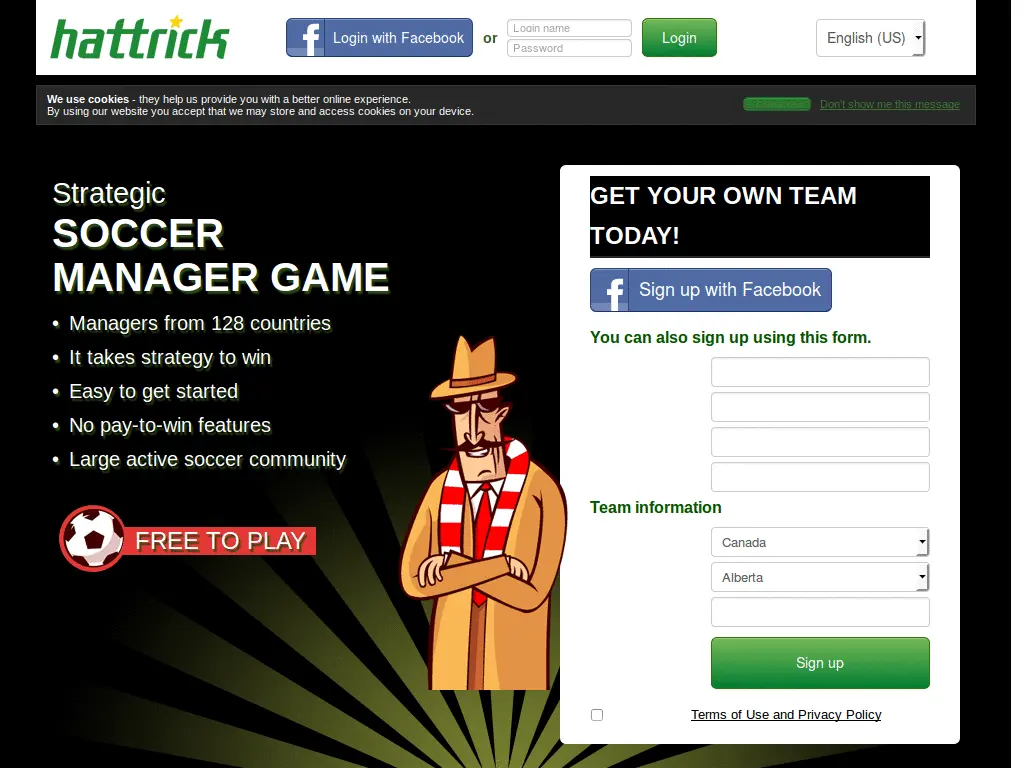 hattrick
Login with Facebook
or
Login name
Password
Login
English (US)
We use cookies - they help us provide you with a better online experience.
By using our website you accept that we may store and access cookies on your device.
Don't show me this message
Strategic
SOCCER
MANAGER GAME
• Managers from 128 countries
• It takes strategy to win
• Easy to get started
• No pay-to-win features
• Large active soccer community
FREE TO PLAY
GET YOUR OWN TEAM
TODAY!
Sign up with Facebook
You can also sign up using this form.
Team information
Canada
Alberta
Sign up
Terms of Use and Privacy Policy